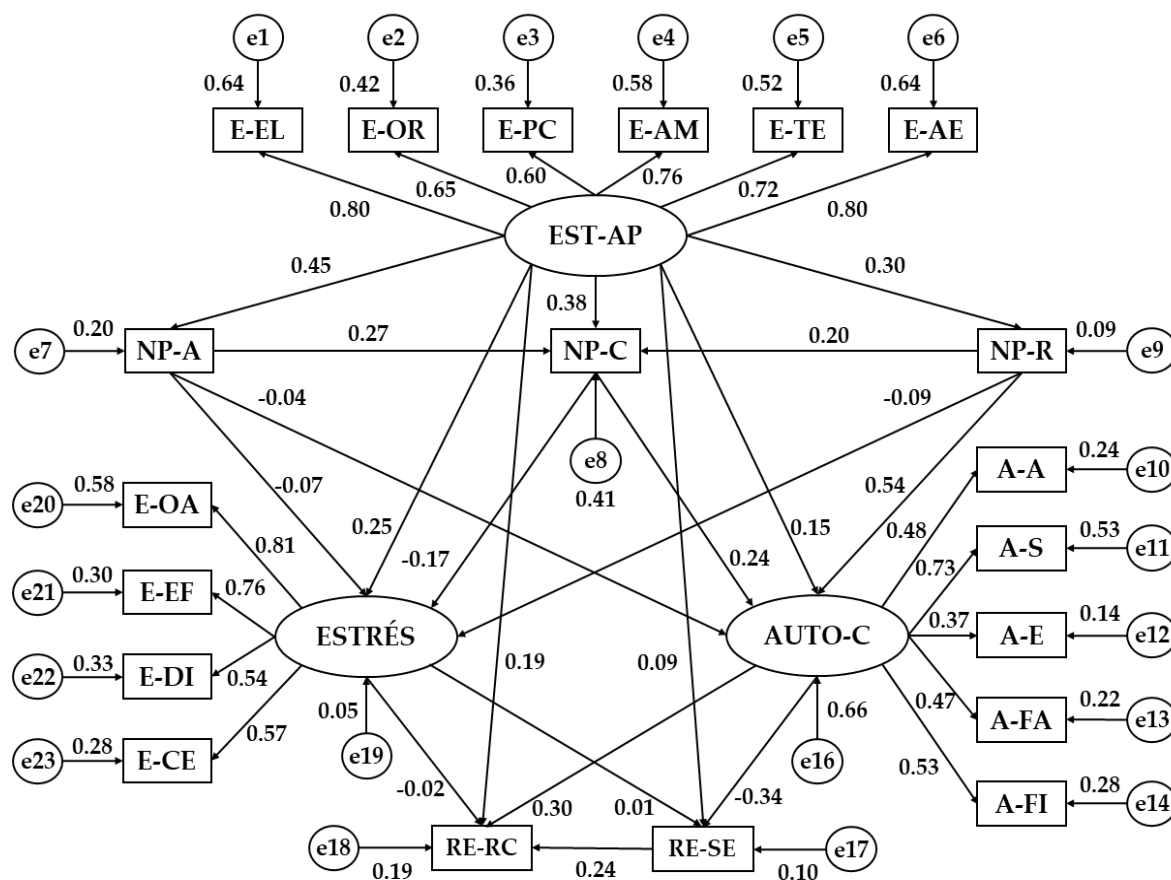 e1 e2 e3 e4 e5 e6
0.64 0.42 0.36 0.58 0.52 0.64
E-EL E-OR E-PC E-AM E-TE E-AE
0.80 0.65 0.60 0.76 0.72 0.80
EST-AP
0.45 0.38 0.30
e7 0.20 NP-A 0.27 NP-C 0.20 NP-R 0.09 e9
-0.04 -0.09
e8
0.41
e20 0.58 E-OA -0.07 0.54 A-A 0.24 e10
0.81 0.25 -0.17 0.24 0.15 0.48
e21 0.30 E-EF 0.76 0.73 A-S 0.53 e11
ESTRÉS AUTO-C
e22 0.33 E-DI 0.54 0.37 A-E 0.14 e12
0.19 0.09
e23 0.28 E-CE 0.57 0.47 A-FA 0.22 e13
0.05 e19 0.66 e16
-0.02 0.30 0.01 -0.34
0.53 A-FI 0.28 e14
e18 RE-RC RE-SE e17
0.19 0.24 0.10